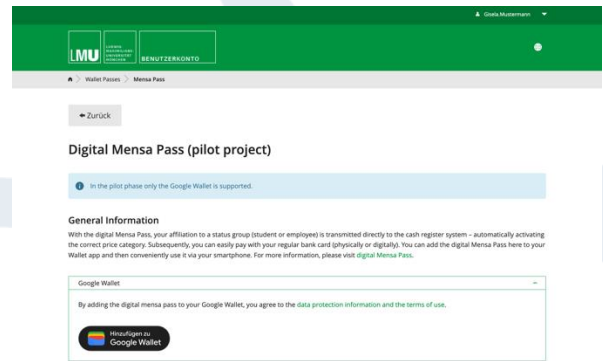 Gisela Mustermann
LMU
LUDWIG-
MAXIMILIANS-
UNIVERSITÄT
MÜNCHEN
BENUTZERKONTO
Wallet Passes > Mensa Pass
Zurück
Digital Mensa Pass (pilot project)
In the pilot phase only the Google Wallet is supported.
General Information
With the digital Mensa Pass, your affiliation to a status group (student or employee) is transmitted directly to the cash register system – automatically activating
the correct price category. Subsequently, you can easily pay with your regular bank card (physically or digitally). You can add the digital Mensa Pass here to your
Wallet app and then conveniently use it via your smartphone. For more information, please visit digital Mensa Pass.
Google Wallet
By adding the digital mensa pass to your Google Wallet, you agree to the data protection information and the terms of use.
Hinzufügen zu
Google Wallet